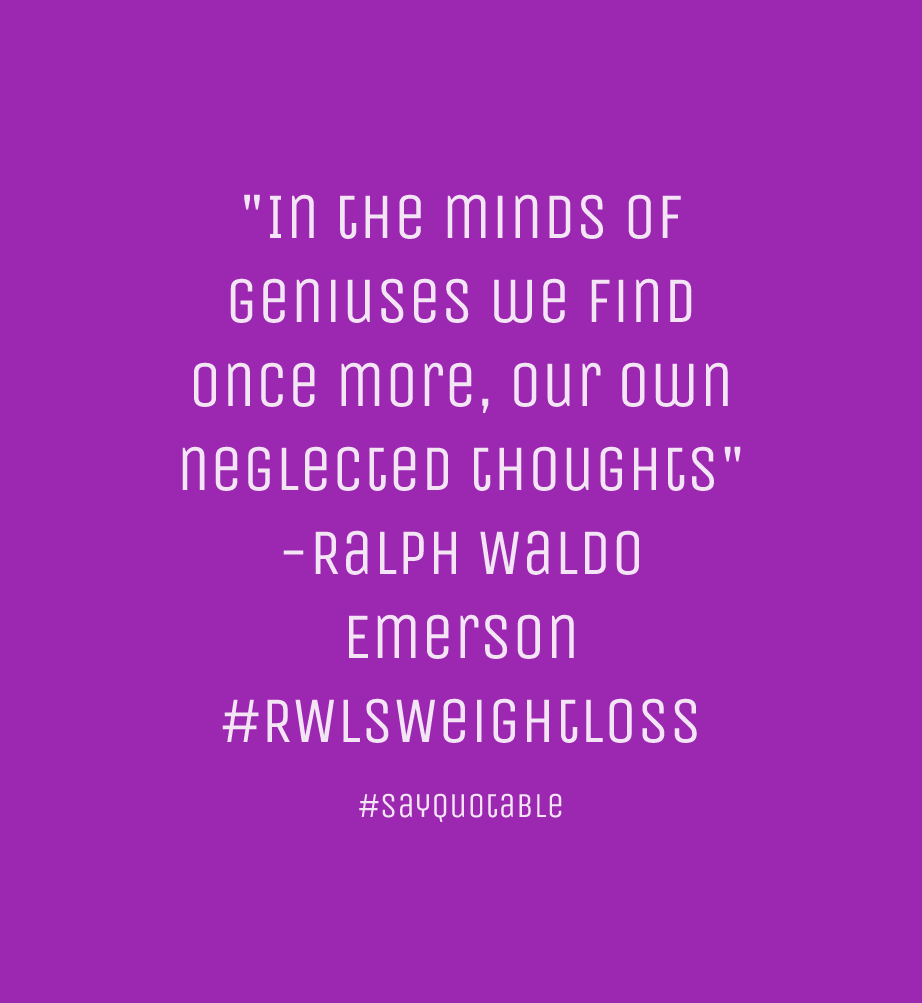 "In the minds of
geniuses we find
once more, our own
neglected thoughts"
-Ralph Waldo
Emerson
#RWLSWeightloss
#SayQuotable